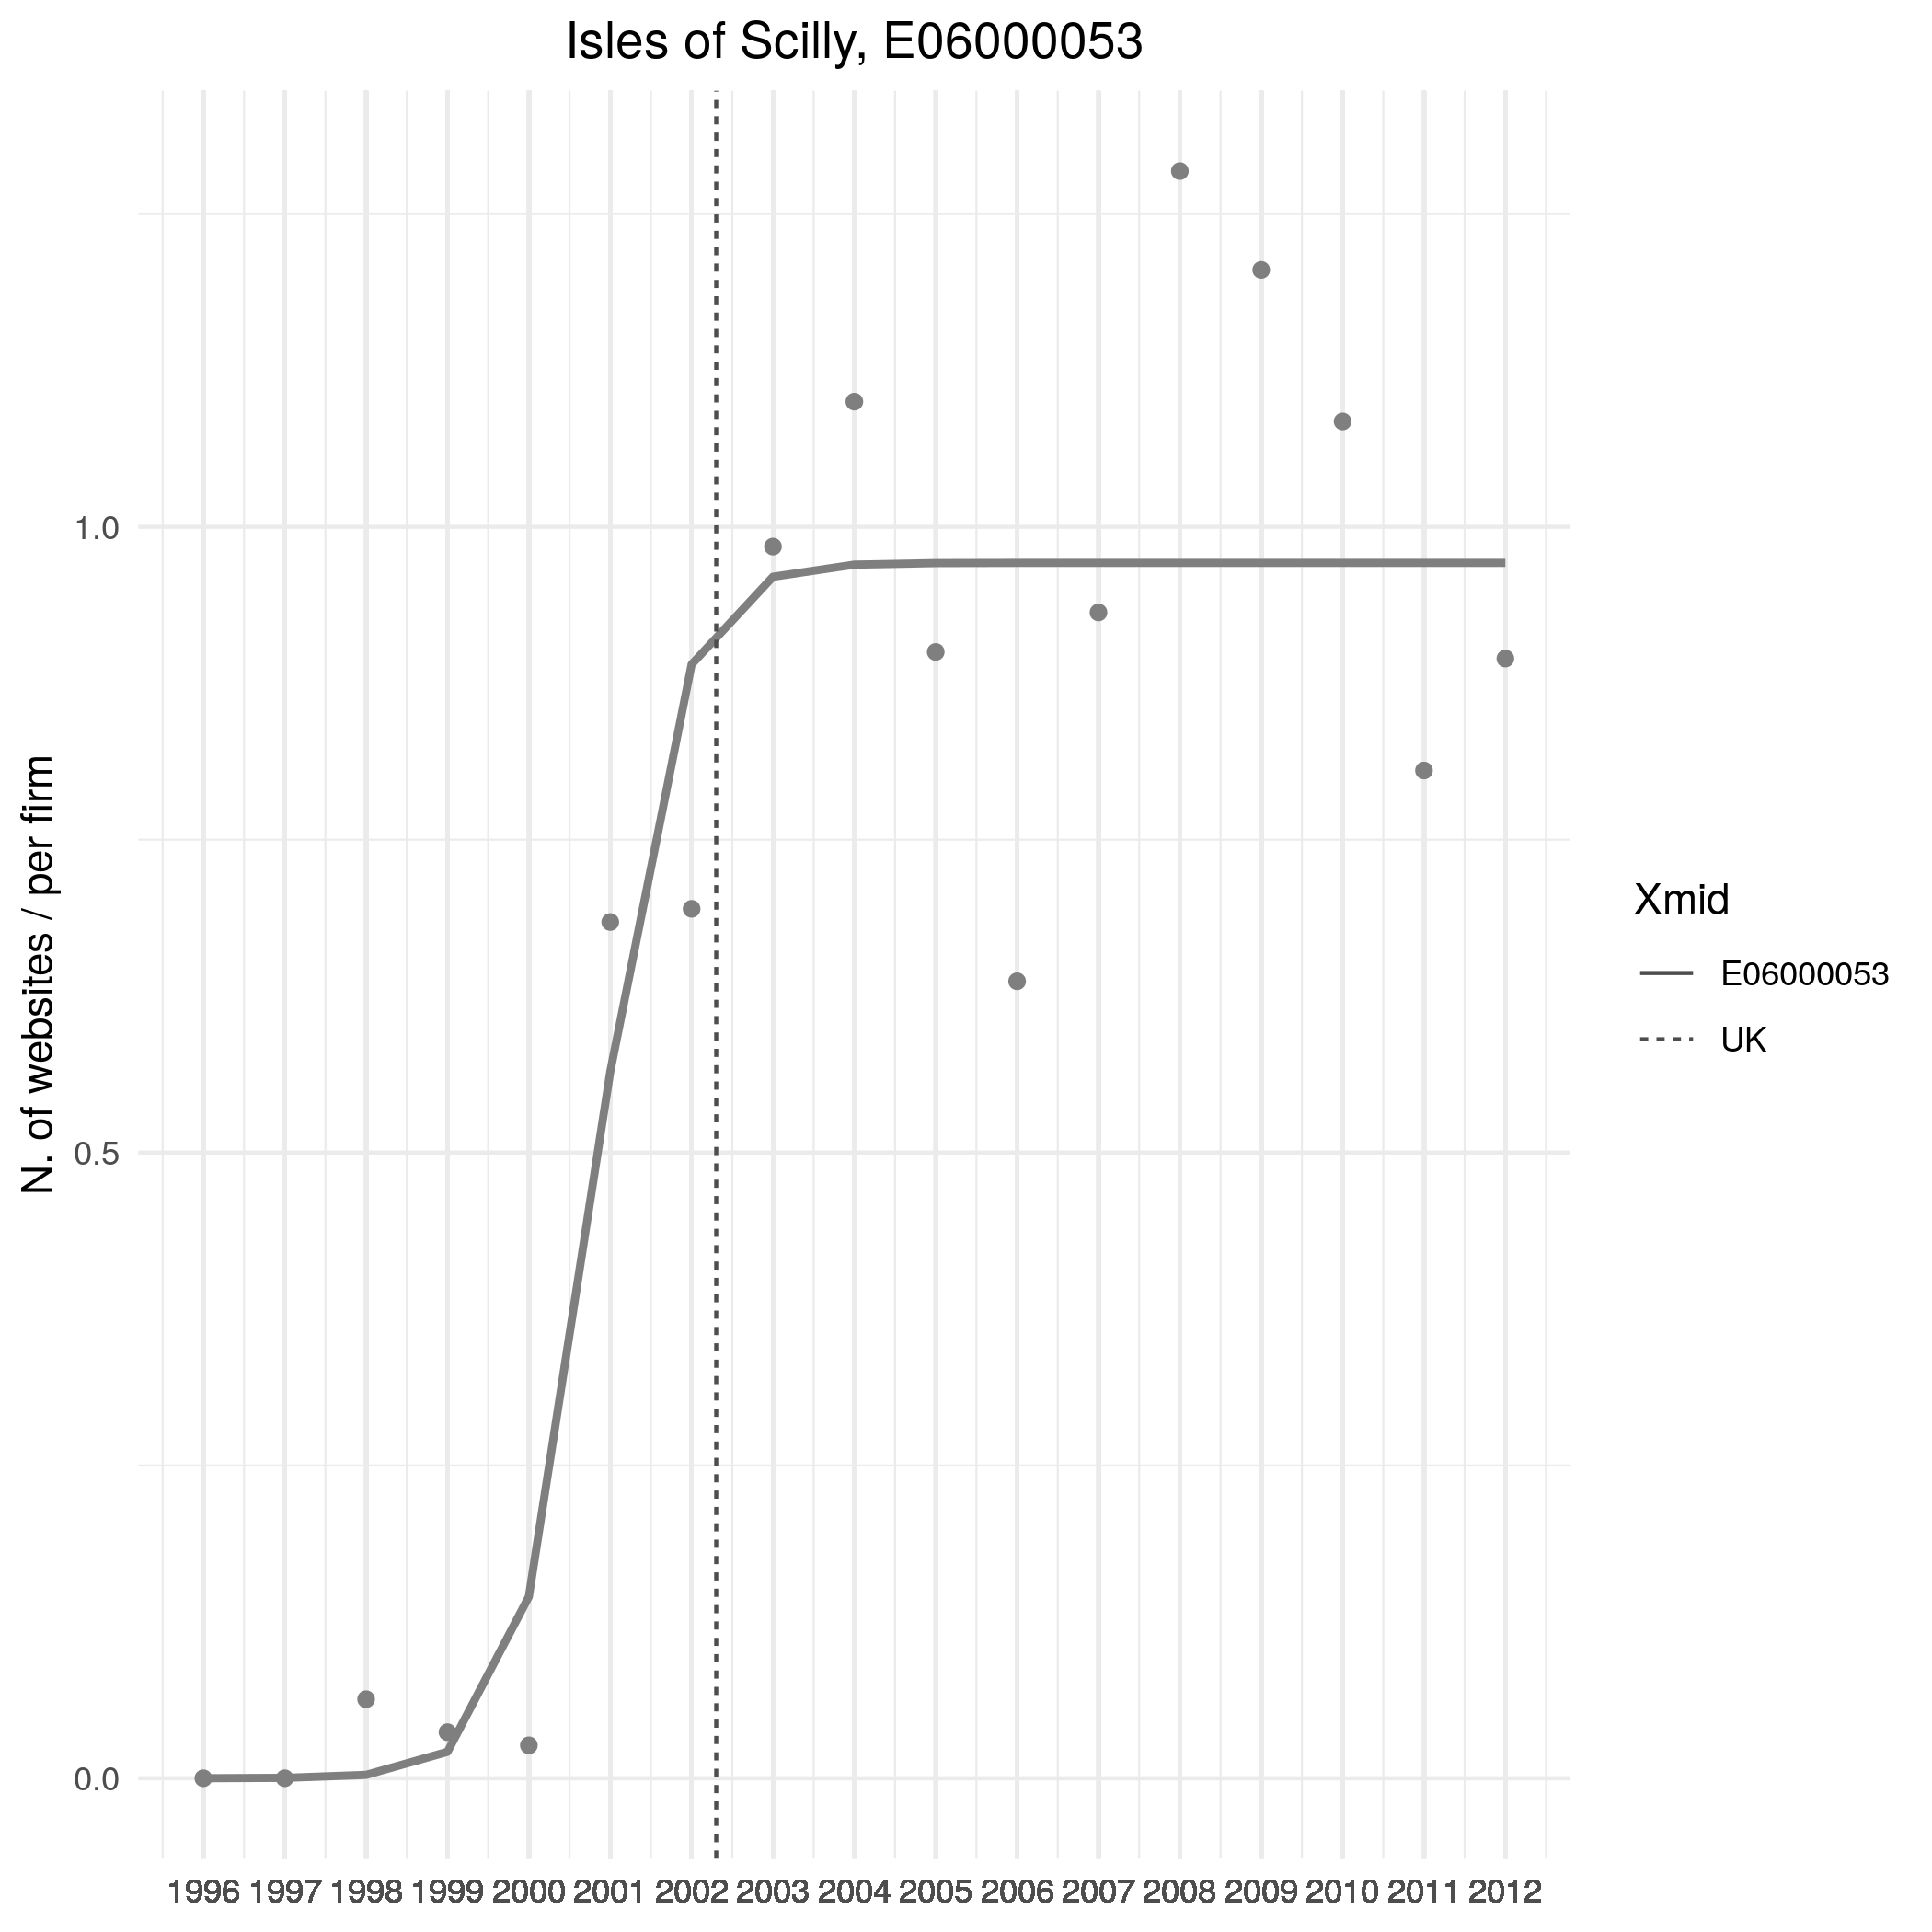 Isles of Scilly, E06000053
N. of websites / per firm
1.0
0.5
0.0
1996 1997 1998 1999 2000 2001 2002 2003 2004 2005 2006 2007 2008 2009 2010 2011 2012
Xmid
E06000053
UK